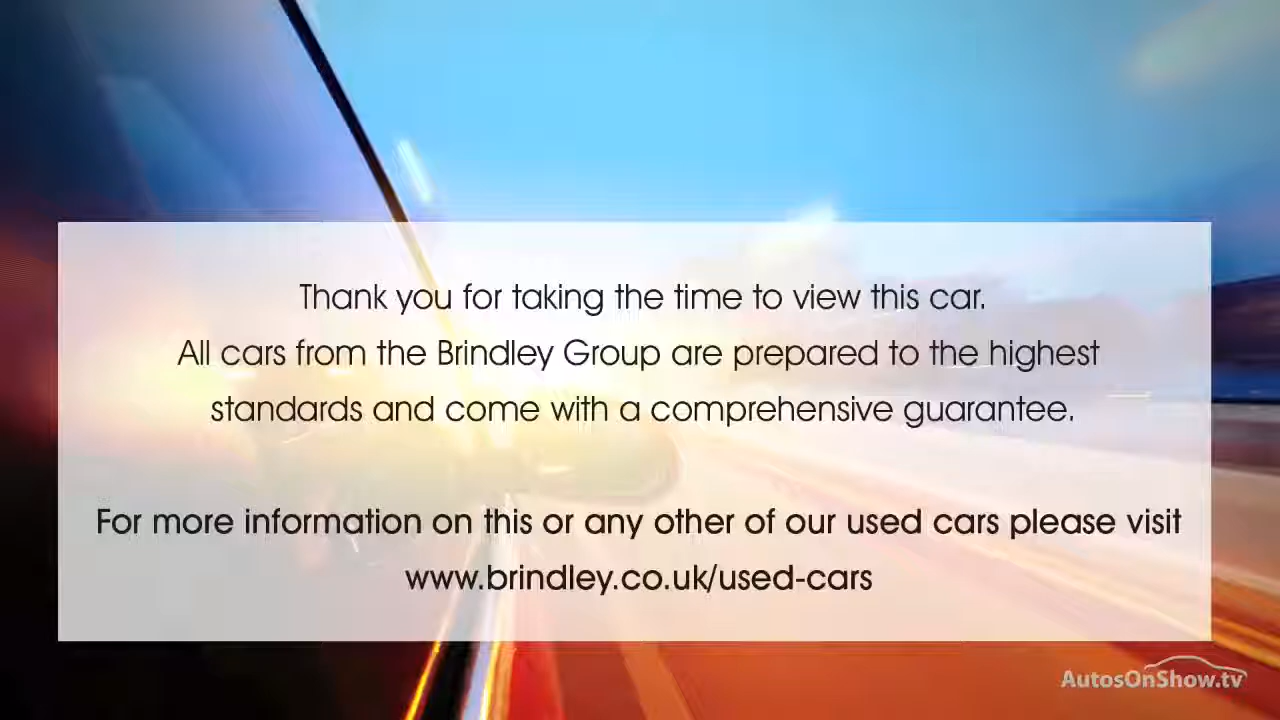 Thank you for taking the time to view this car.
All cars from the Brindley Group are prepared to the highest
standards and come with a comprehensive guarantee.
For more information on this or any other of our used cars please visit
www.brindley.co.uk/used-cars
AutosOnShow.tv